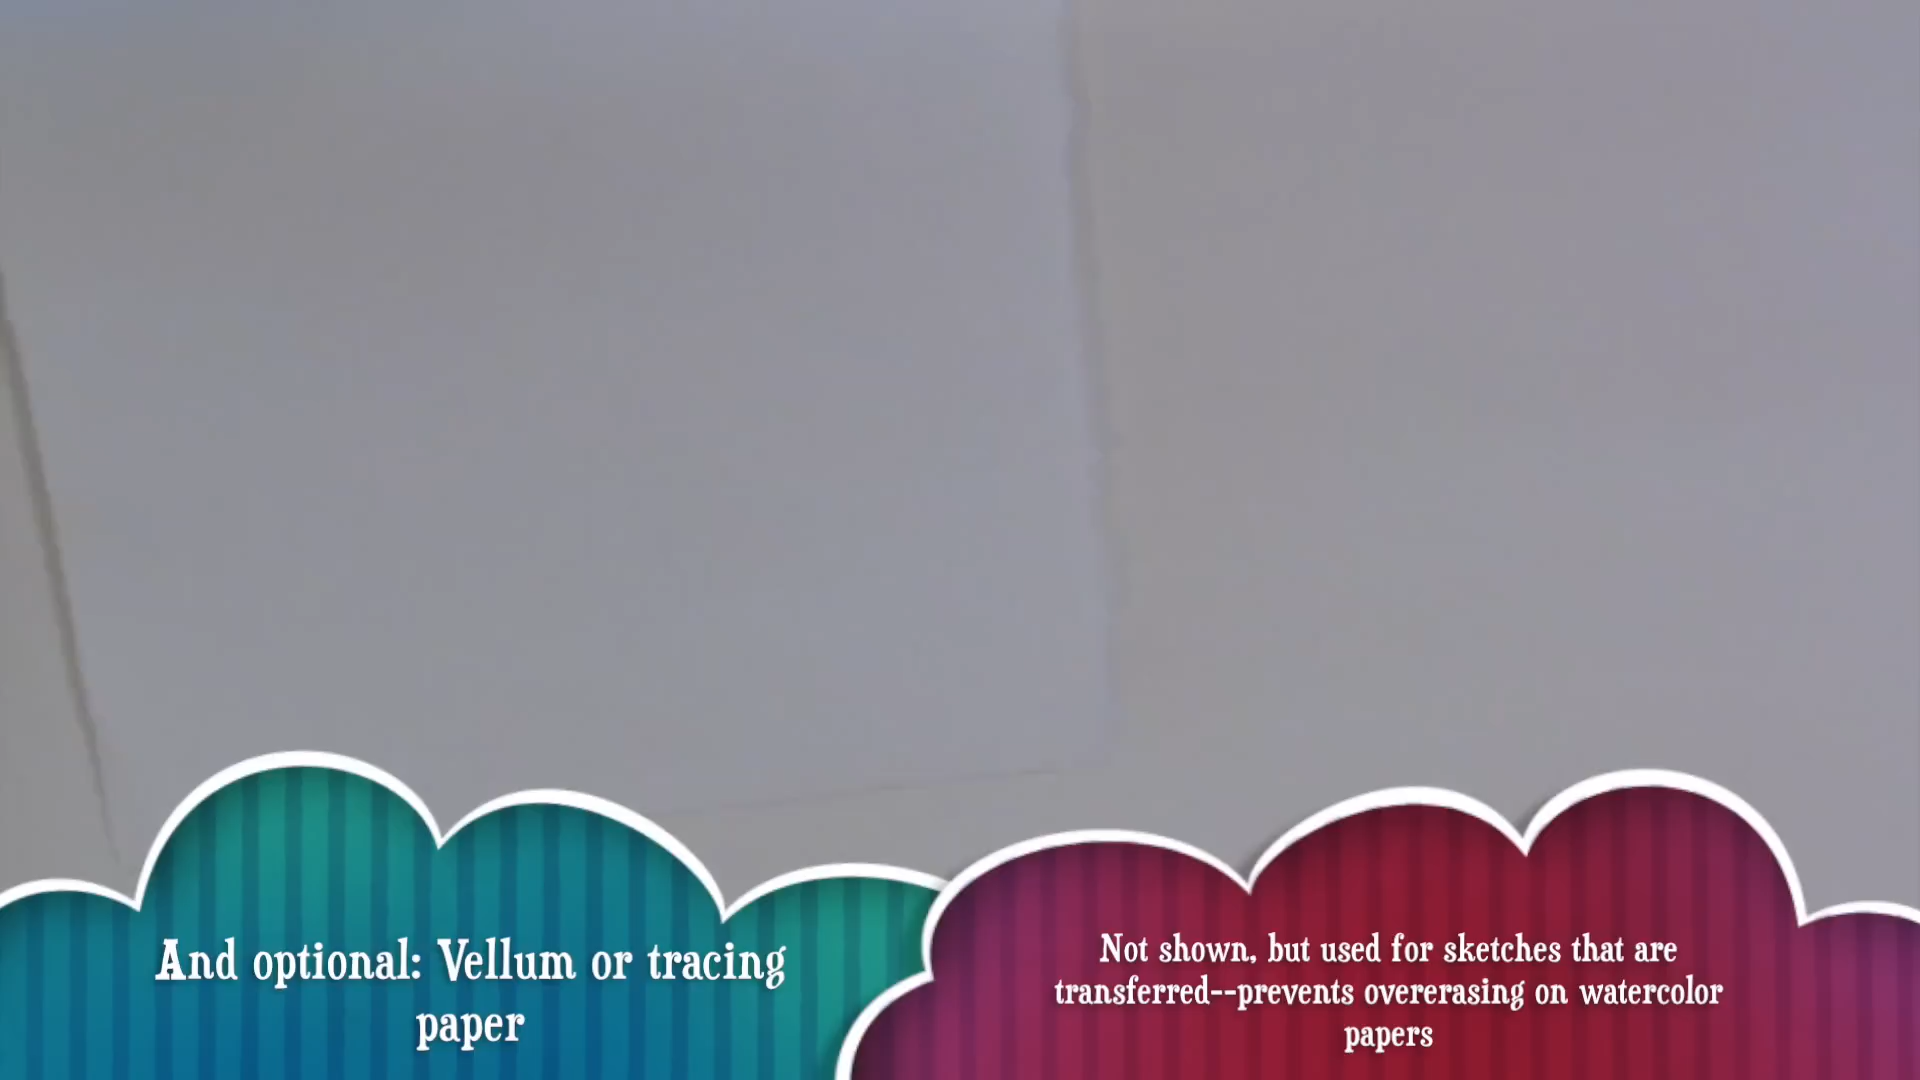 And optional: Vellum or tracing
paper
Not shown, but used for sketches that are
transferred--prevents overerasing on watercolor
papers